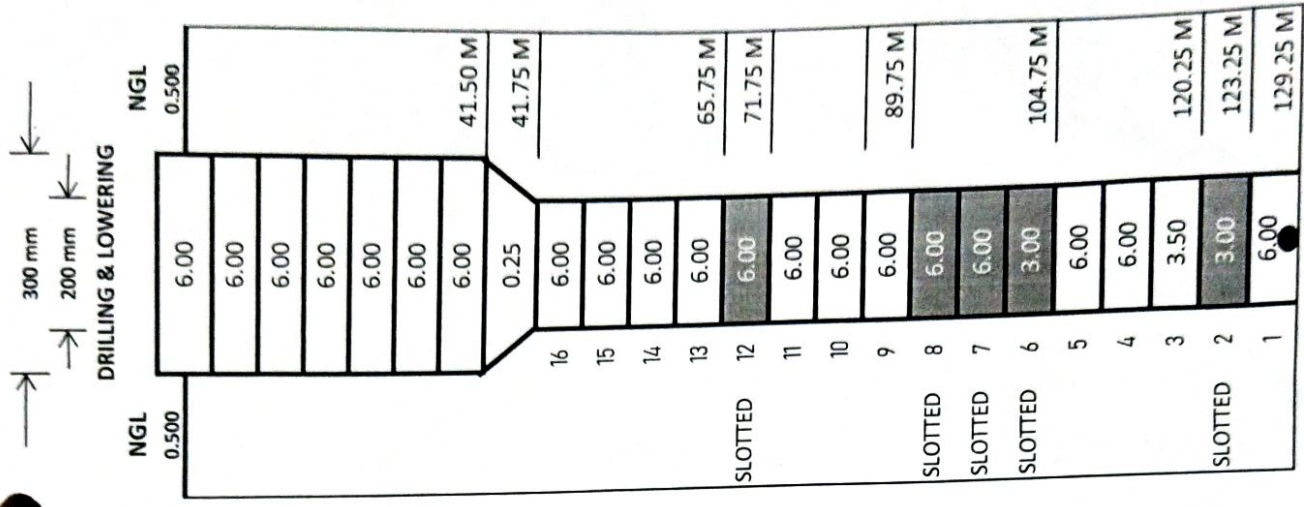 300 mm
200 mm
DRILLING & LOWERING
NGL NGL
0.500 0.500
6.00
6.00
6.00
6.00
6.00
6.00
6.00 41.50 M
0.25 41.75 M
16 6.00
15 6.00
14 6.00
13 6.00 65.75 M
SLOTTED 12 6.00 71.75 M
11 6.00
10 6.00
9 6.00 89.75 M
SLOTTED 8 6.00
SLOTTED 7 6.00
SLOTTED 6 3.00 104.75 M
5 6.00
4 6.00
3 3.50 120.25 M
SLOTTED 2 3.00 123.25 M
1 6.00 129.25 M